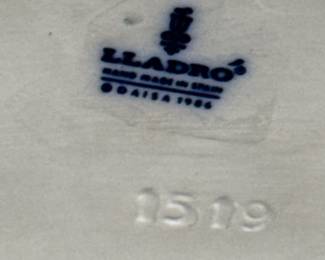 LLADRÓ
HAND MADE IN SPAIN
© DAISA 1986
1519